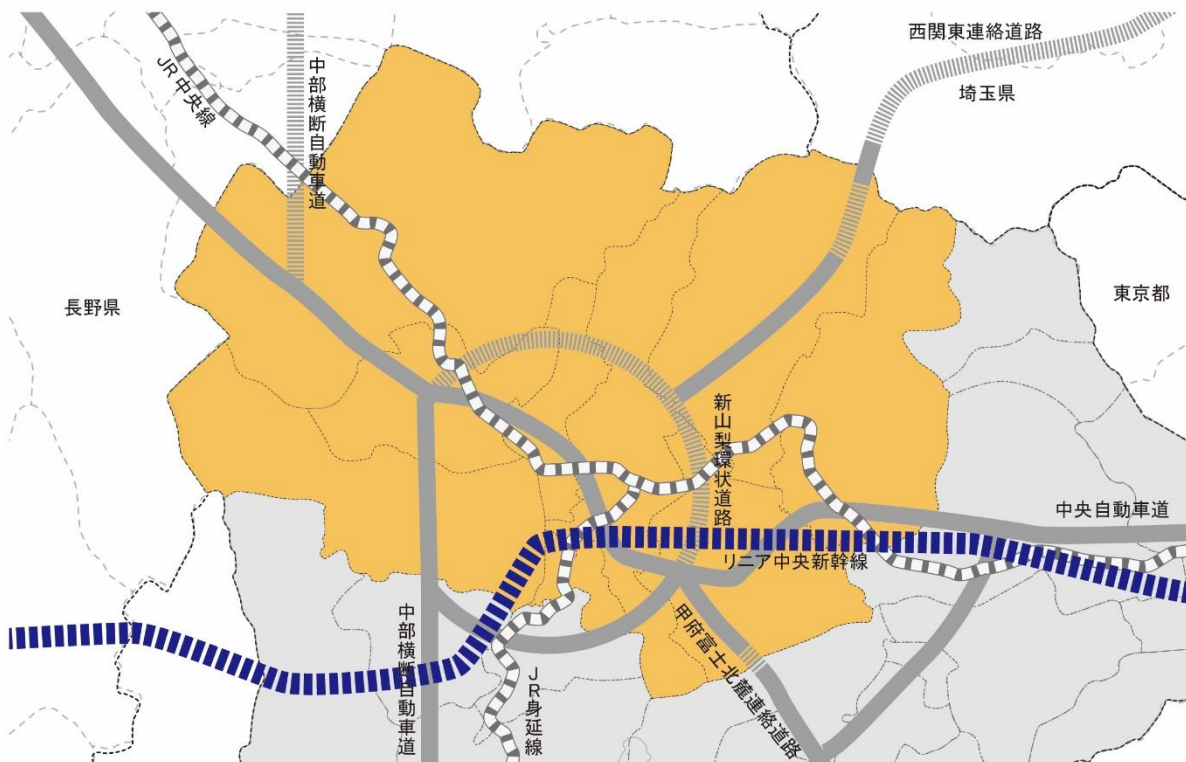 西関東連絡道路
埼玉県
中部横断自動車道
JR中央線
長野県
東京都
新山梨環状道路
中央自動車道
リニア中央新幹線
甲府富士北麓連絡道路
中部横断自動車道
JR身延線